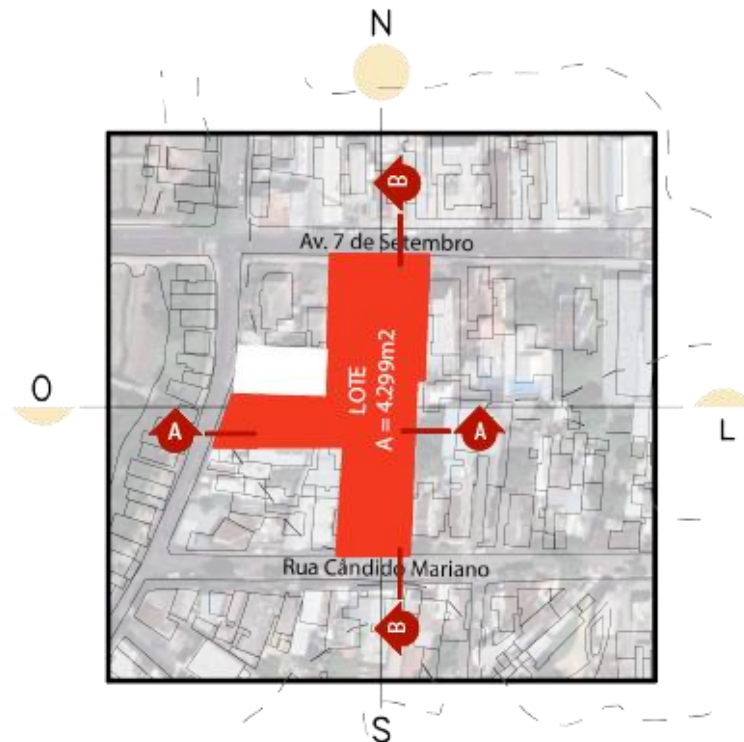 N
B
Av. 7 de Setembro
LOTE
A = 4.299m2
O
A
A
L
Rua Cândido Mariano
B
S